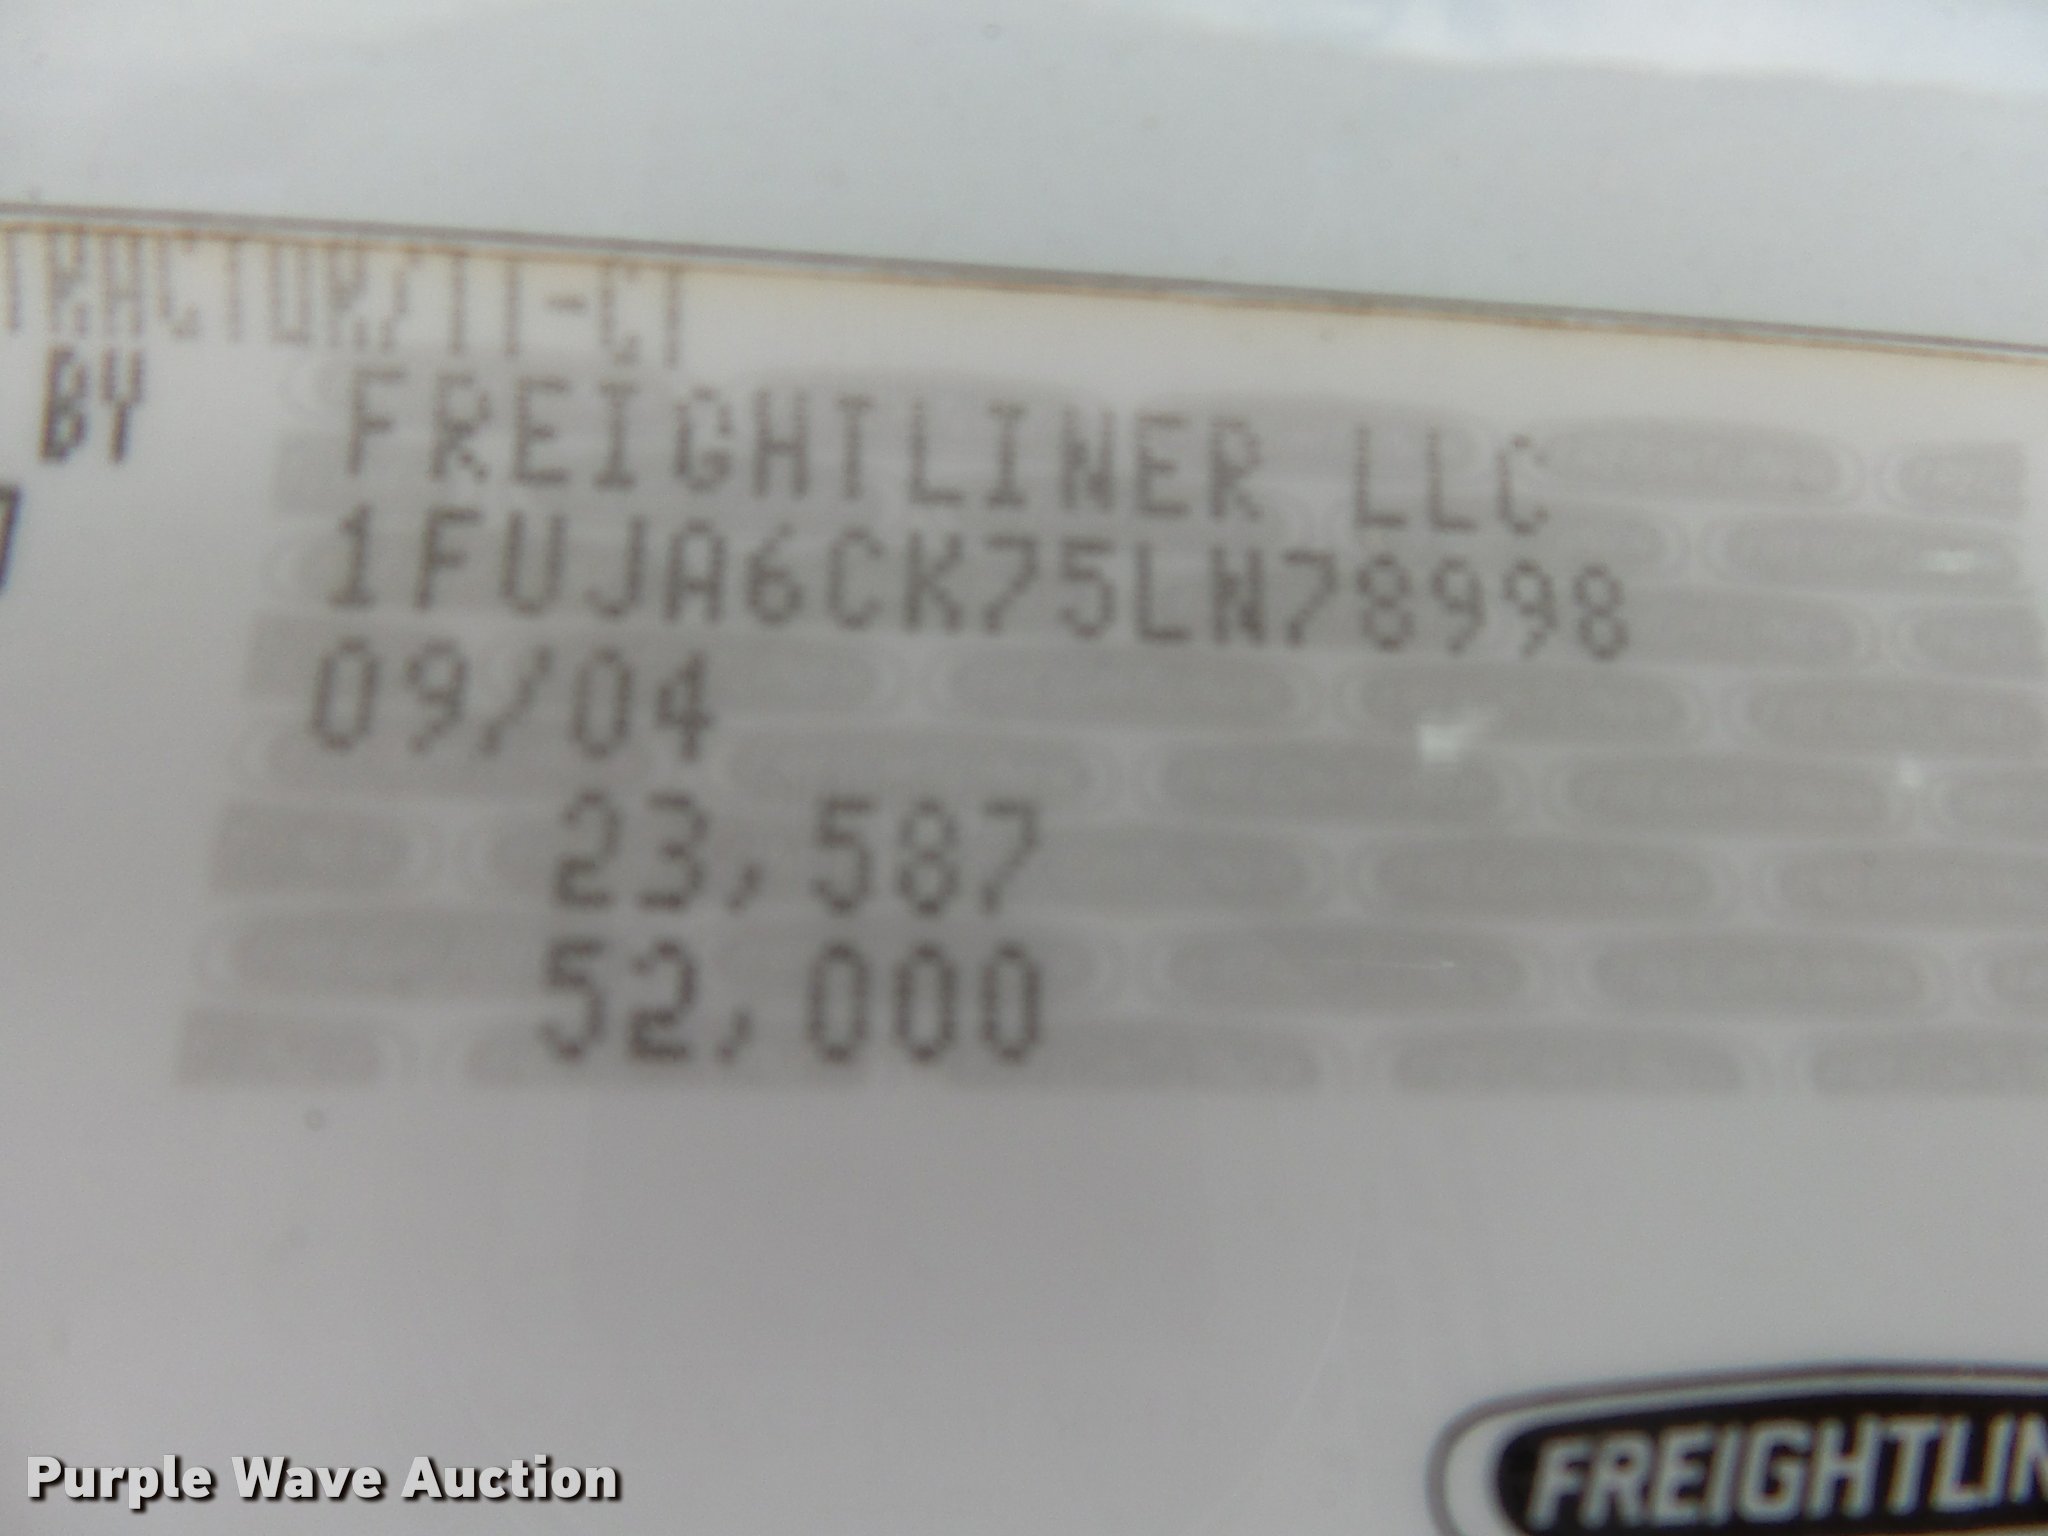 TRACTOR/TT-CT
BY FREIGHTLINER LLC
1FUJA6CK75LN78998
09/04
23,587
52,000
FREIGHTLIN
Purple Wave Auction